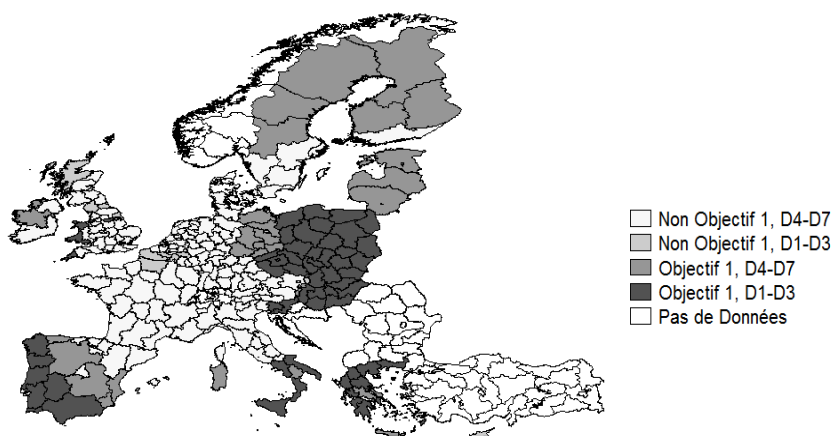 Non Objectif 1, D4-D7
Non Objectif 1, D1-D3
Objectif 1, D4-D7
Objectif 1, D1-D3
Pas de Données